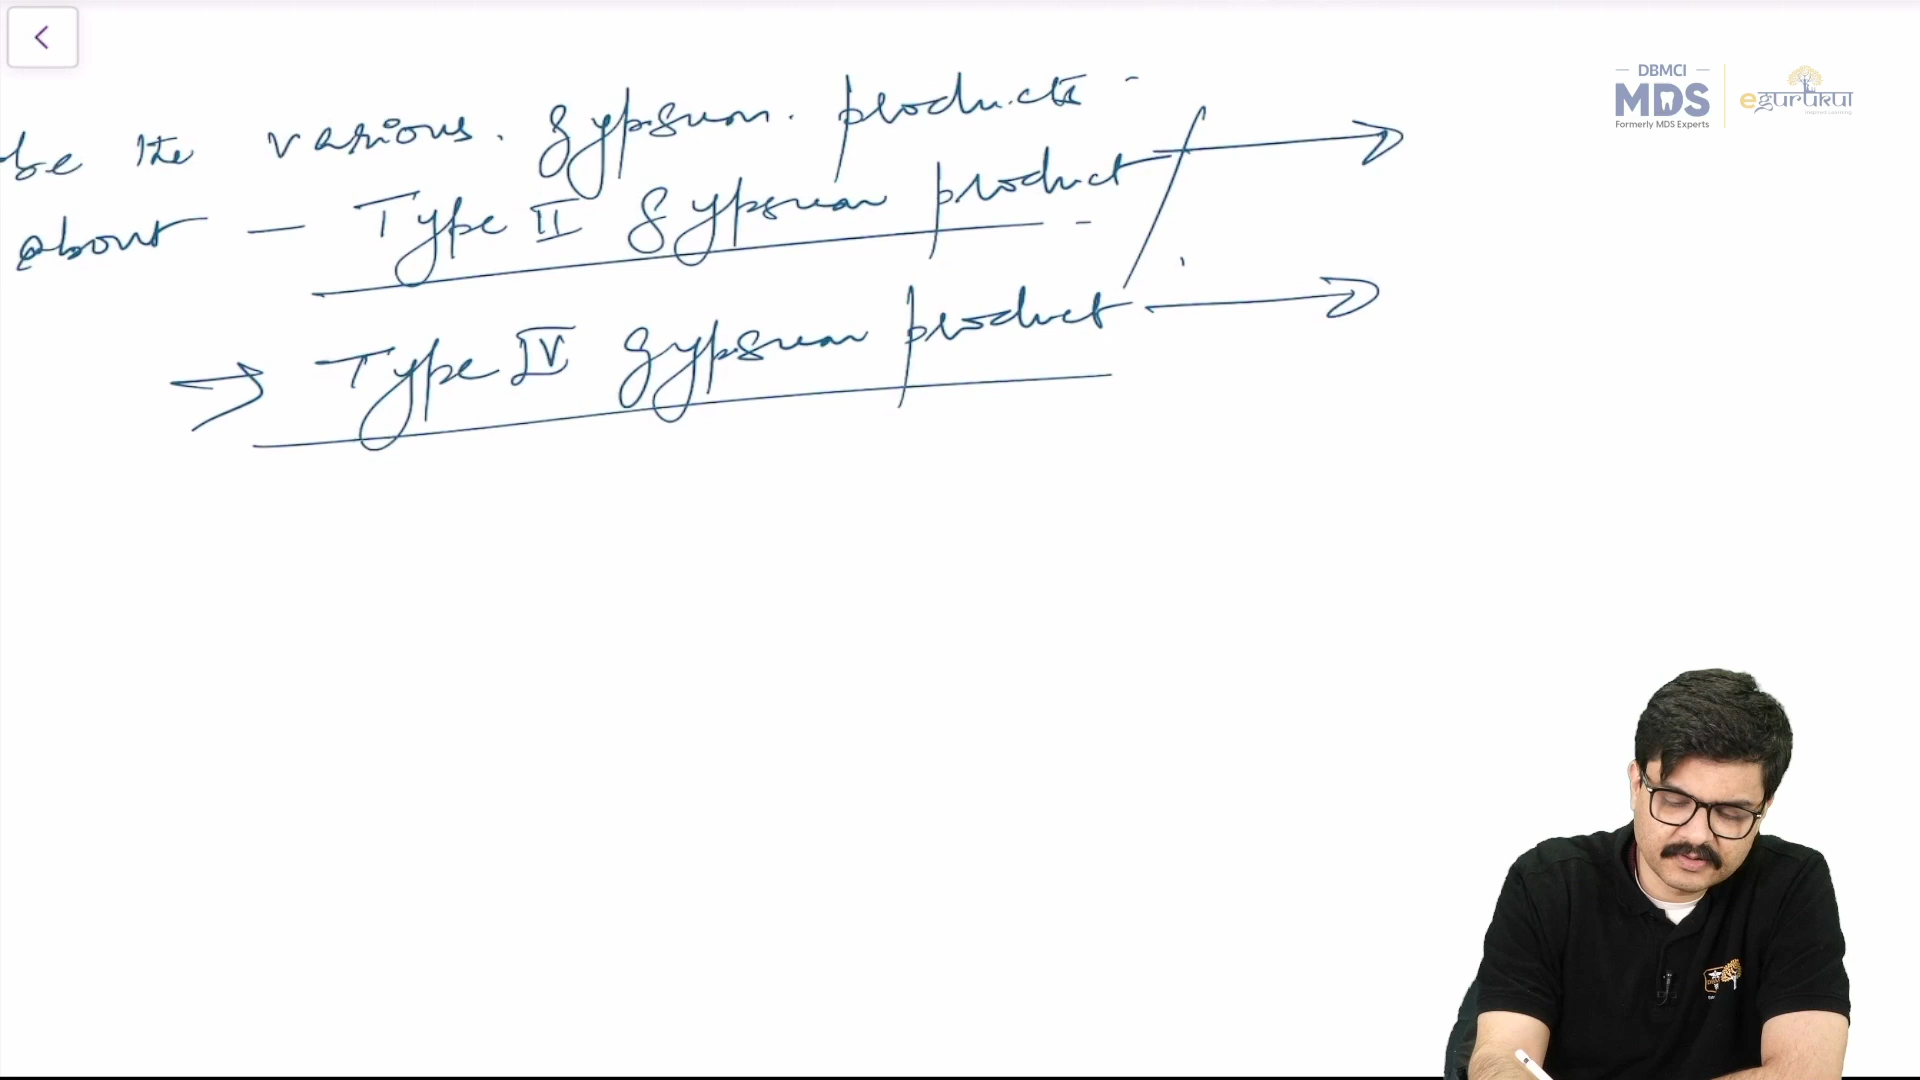 be the various gypsum products
about — Type II gypsum product
⇒ Type IV gypsum product
— DBMCI —
MDS
Formerly MDS Experts
egurukul